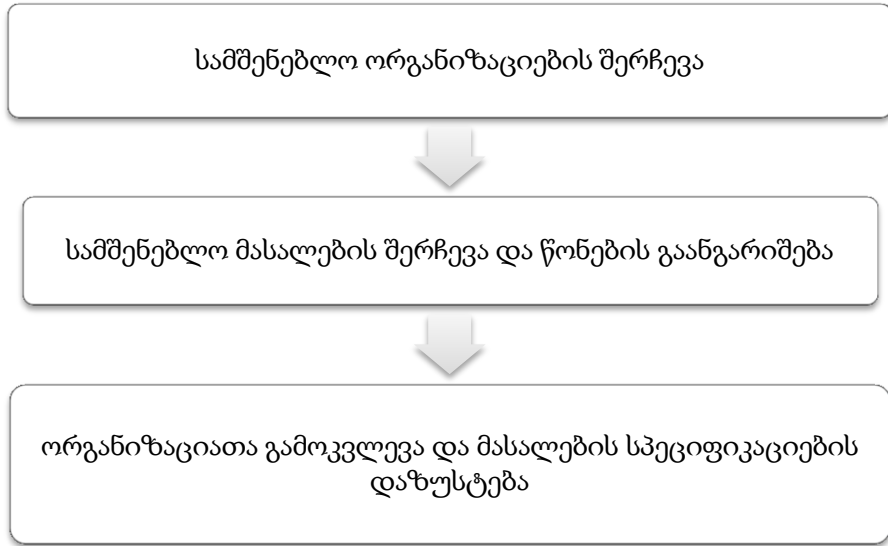 სამშენებლო ორგანიზაციების შერჩევა
სამშენებლო მასალების შერჩევა და წონების გაანგარიშება
ორგანიზაციათა გამოკვლევა და მასალების სპეციფიკაციების
დაზუსტება